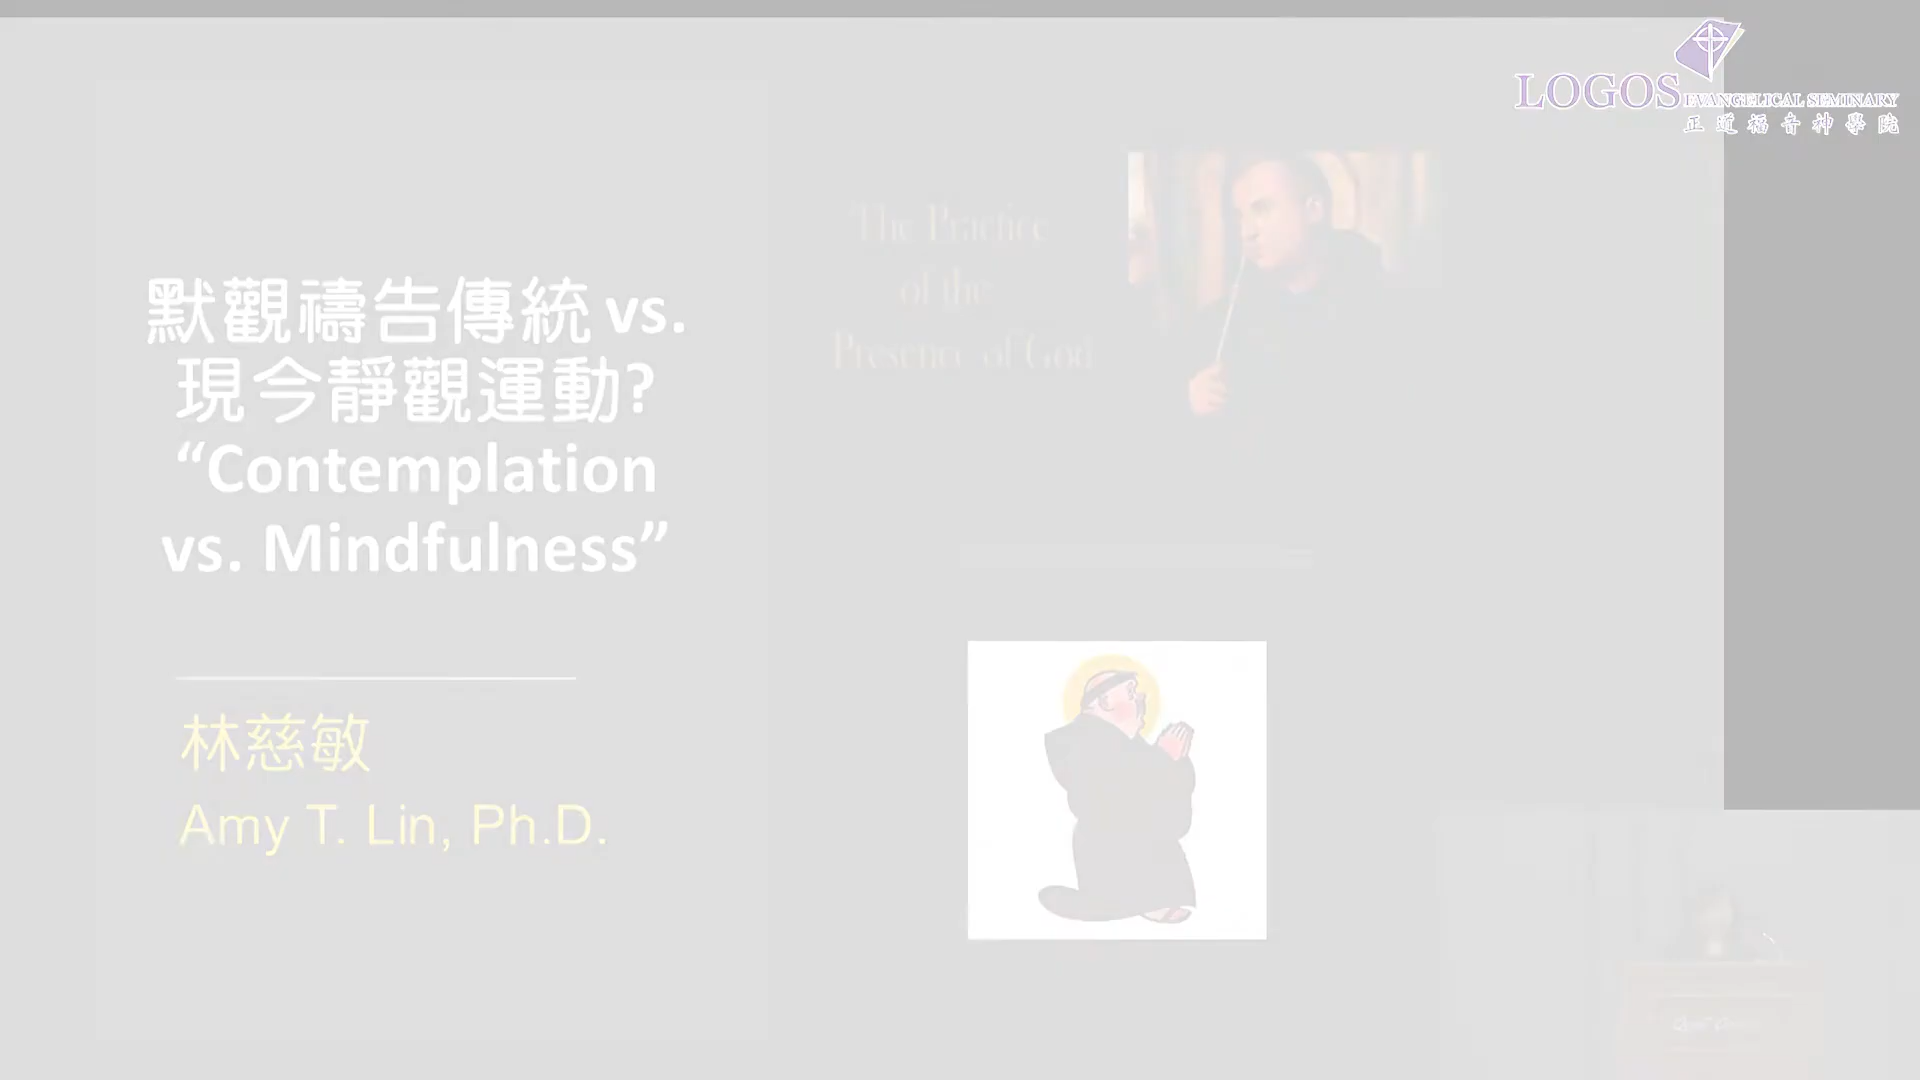 LOGOS EVANGELICAL SEMINARY
正道福音神學院
默觀禱告傳統 vs.
現今靜觀運動?
“Contemplation
vs. Mindfulness”
林慈敏
Amy T. Lin, Ph.D.
The Practice
of the
Presence of God